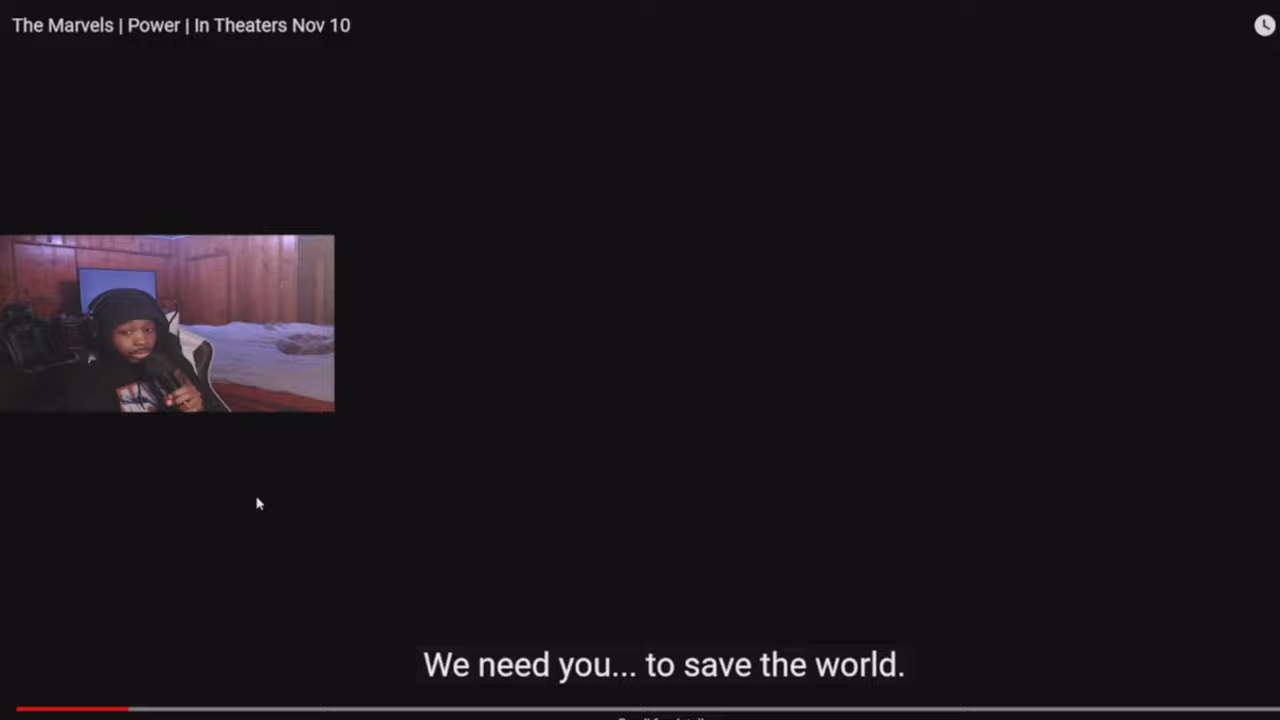 The Marvels | Power | In Theaters Nov 10
We need you... to save the world.